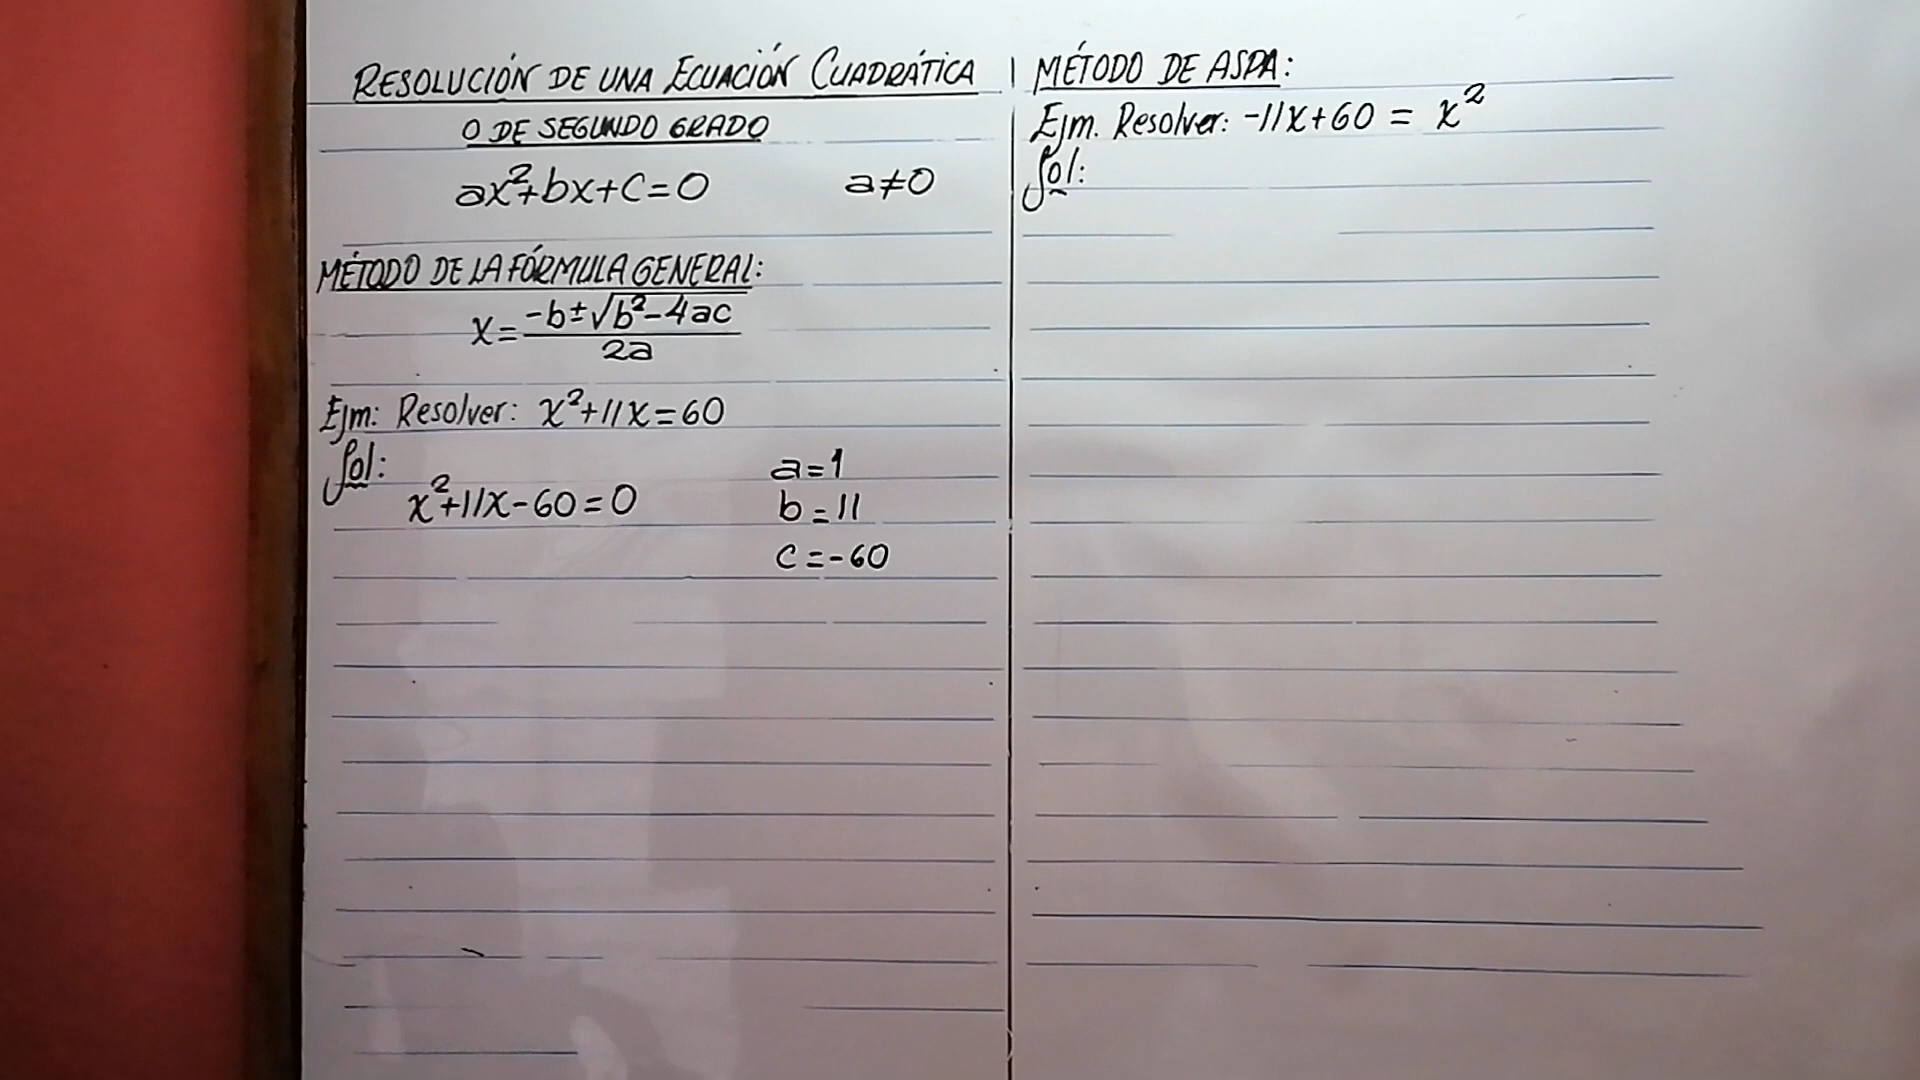 RESOLUCIÓN DE UNA ECUACIÓN CUADRÁTICA
O DE SEGUNDO GRADO
ax²+bx+c=0 a≠0
MÉTODO DE LA FÓRMULA GENERAL:
x=(-b±√(b²-4ac))/(2a)
Ejm: Resolver: x²+11x=60
Sol:
x²+11x-60=0
a=1
b=11
c=-60
MÉTODO DE ASPA:
Ejm. Resolver: -11x+60 = x²
Sol: